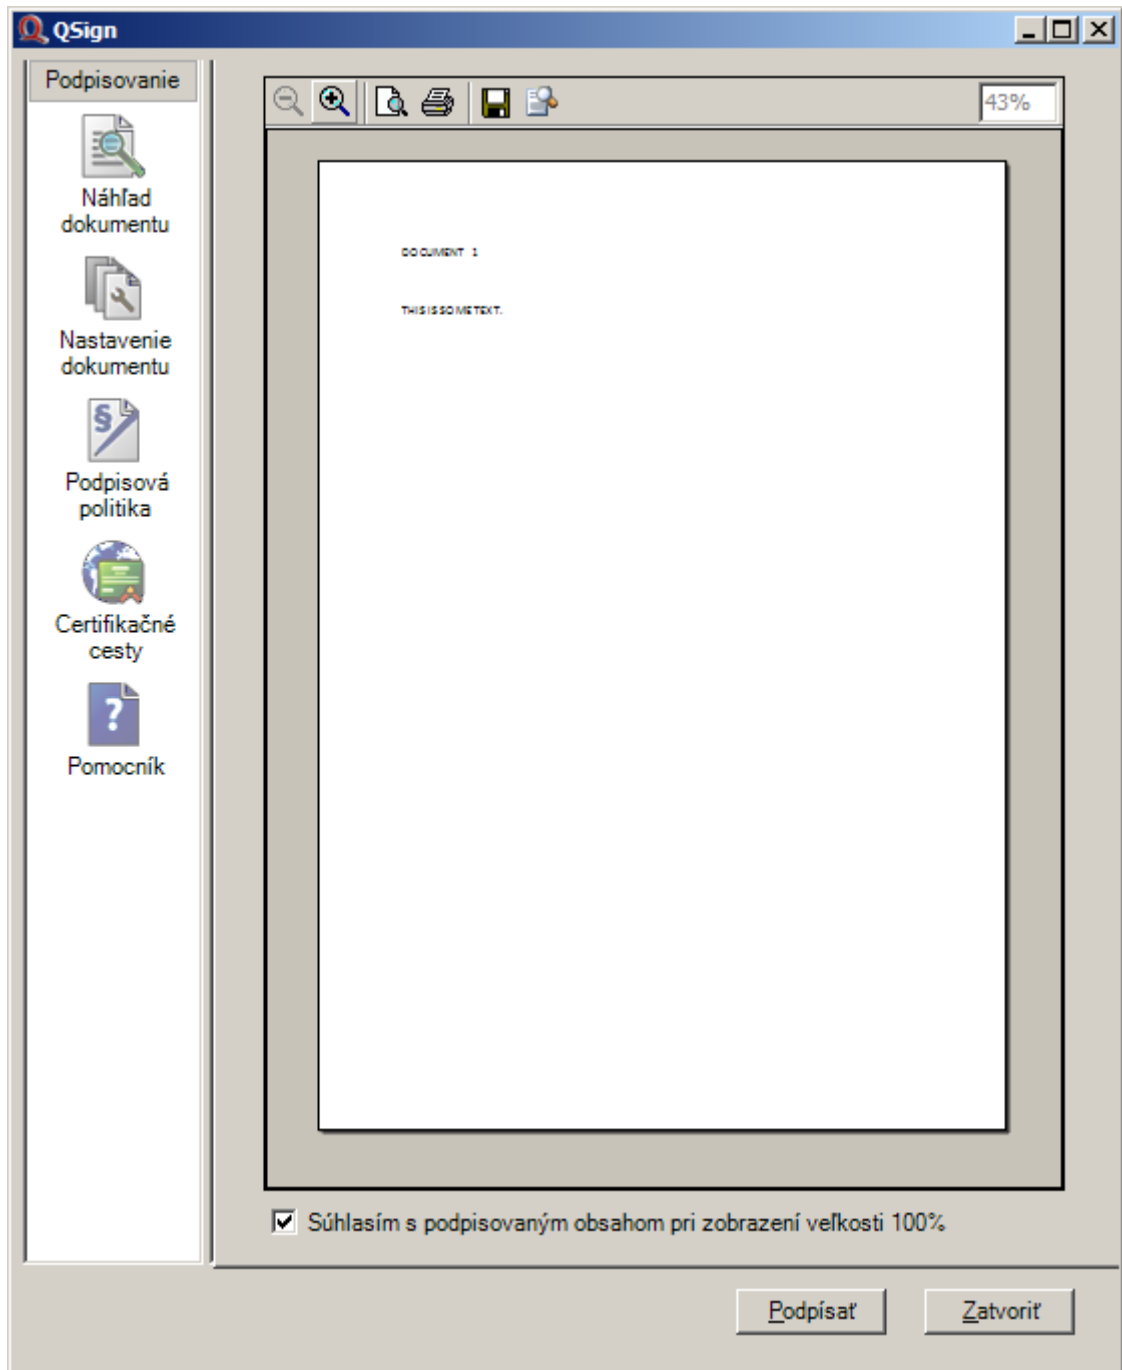 QSign
Podpisovanie
43%
Náhľad
dokumentu
Nastavenie
dokumentu
Podpisová
politika
Certifikačné
cesty
Pomocník
DOCUMENT 1
THIS IS SOME TEXT.
Súhlasím s podpisovaným obsahom pri zobrazení veľkosti 100%
Podpísať
Zatvoriť